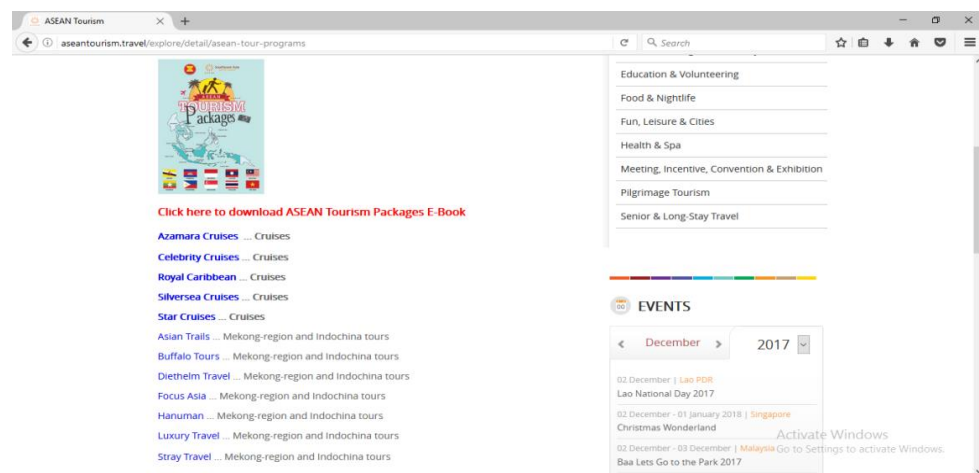 ASEAN Tourism
aseantourism.travel/explore/detail/asean-tour-programs
Search
ASEAN
TOURISM
Packages
Click here to download ASEAN Tourism Packages E-Book
Azamara Cruises ... Cruises
Celebrity Cruises ... Cruises
Royal Caribbean ... Cruises
Silversea Cruises ... Cruises
Star Cruises ... Cruises
Asian Trails ... Mekong-region and Indochina tours
Buffalo Tours ... Mekong-region and Indochina tours
Diethelm Travel ... Mekong-region and Indochina tours
Focus Asia ... Mekong-region and Indochina tours
Hanuman ... Mekong-region and Indochina tours
Luxury Travel ... Mekong-region and Indochina tours
Stray Travel ... Mekong-region and Indochina tours
Education & Volunteering
Food & Nightlife
Fun, Leisure & Cities
Health & Spa
Meeting, Incentive, Convention & Exhibition
Pilgrimage Tourism
Senior & Long-Stay Travel
EVENTS
December
2017
02 December | Lao PDR
Lao National Day 2017
02 December - 01 January 2018 | Singapore
Christmas Wonderland
02 December - 03 December | Malaysia
Baa Lets Go to the Park 2017
Activate Windows
Go to Settings to activate Windows.